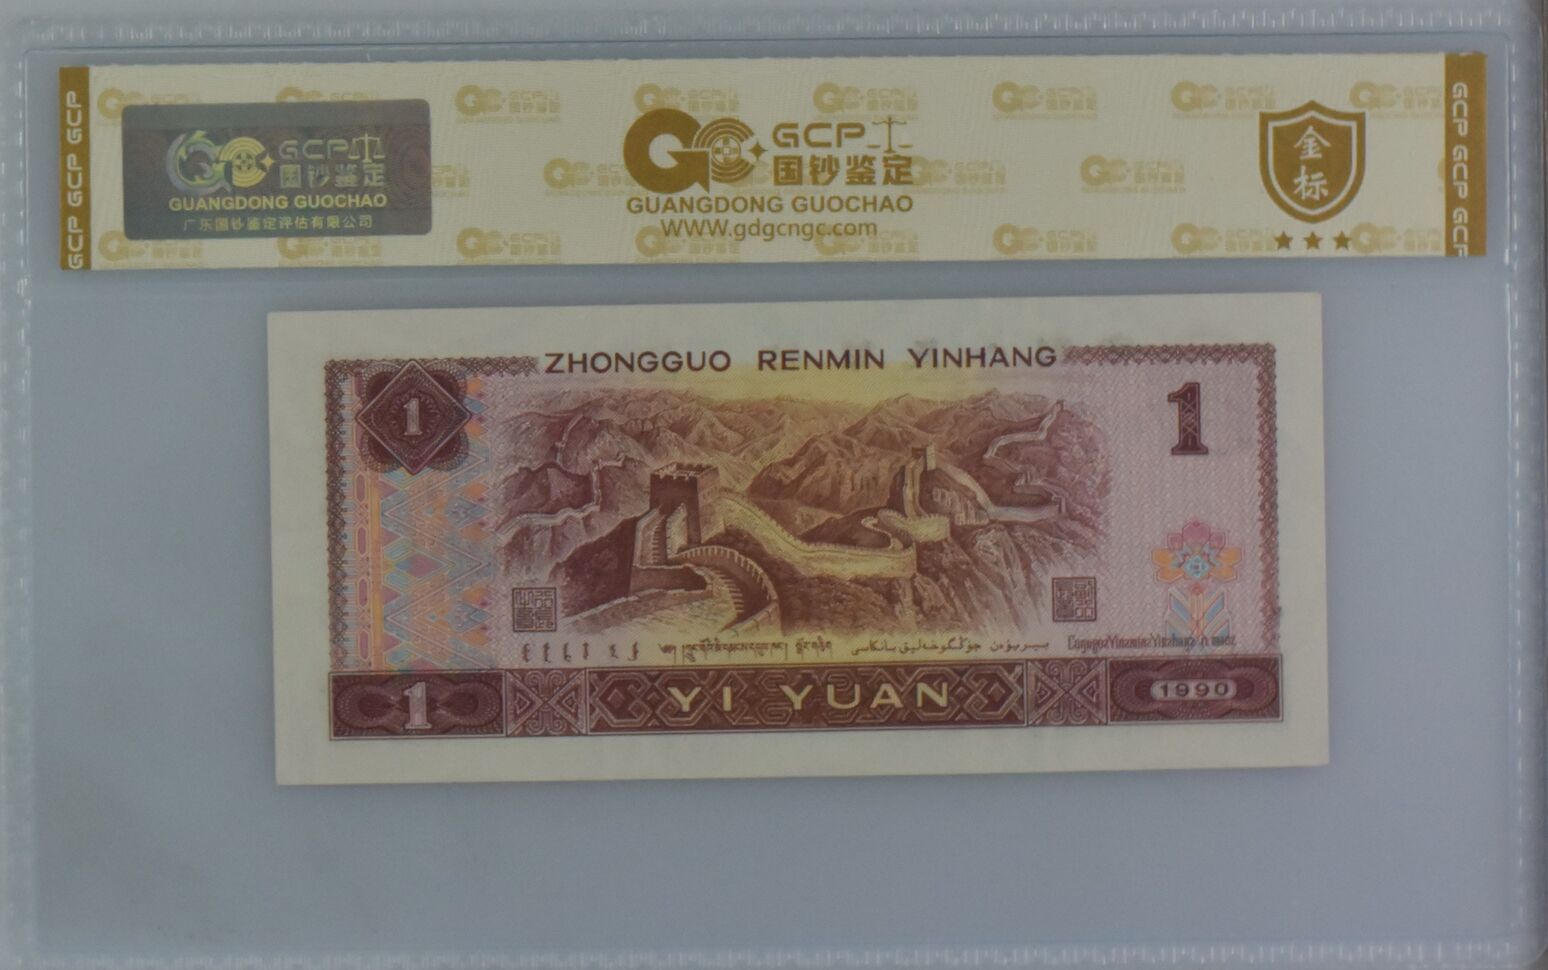 GCP GCP GCP
GCP
国钞鉴定
GUANGDONG GUOCHAO
广东国钞鉴定评估有限公司
GCP
国钞鉴定
GUANGDONG GUOCHAO
WWW.gdgcngc.com
金标
GCP GCP GCP
ZHONGGUO RENMIN YINHANG
1
1
1
YI YUAN
1990